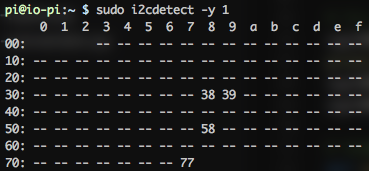 pi@io-pi:~ $ sudo i2cdetect -y 1
     0  1  2  3  4  5  6  7  8  9  a  b  c  d  e  f
00:          -- -- -- -- -- -- -- -- -- -- -- -- --
10: -- -- -- -- -- -- -- -- -- -- -- -- -- -- -- --
20: -- -- -- -- -- -- -- -- -- -- -- -- -- -- -- --
30: -- -- -- -- -- -- -- -- 38 39 -- -- -- -- -- --
40: -- -- -- -- -- -- -- -- -- -- -- -- -- -- -- --
50: -- -- -- -- -- -- -- -- 58 -- -- -- -- -- -- --
60: -- -- -- -- -- -- -- -- -- -- -- -- -- -- -- --
70: -- -- -- -- -- -- -- 77